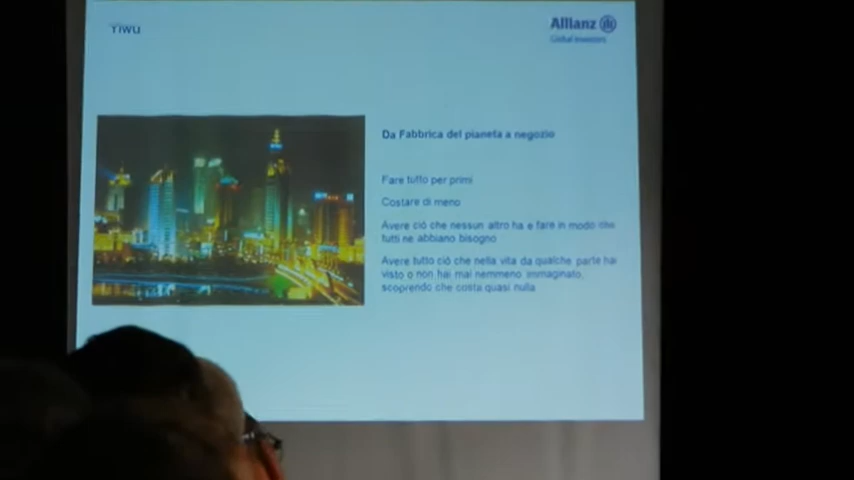 YIWU
Allianz
Global Investors
Da Fabbrica del pianeta a negozio
Fare tutto per primi
Costare di meno
Avere ciò che nessun altro ha e fare in modo che
tutti ne abbiano bisogno
Avere tutto ciò che nella vita da qualche parte hai
visto o non hai mai nemmeno immaginato,
scoprendo che costa quasi nulla